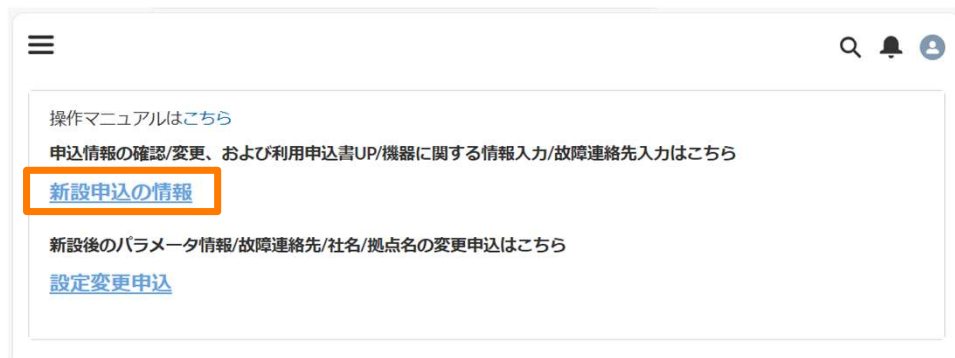 操作マニュアルはこちら
申込情報の確認/変更、および利用申込書UP/機器に関する情報入力/故障連絡先入力はこちら
新設申込の情報
新設後のパラメータ情報/故障連絡先/社名/拠点名の変更申込はこちら
設定変更申込